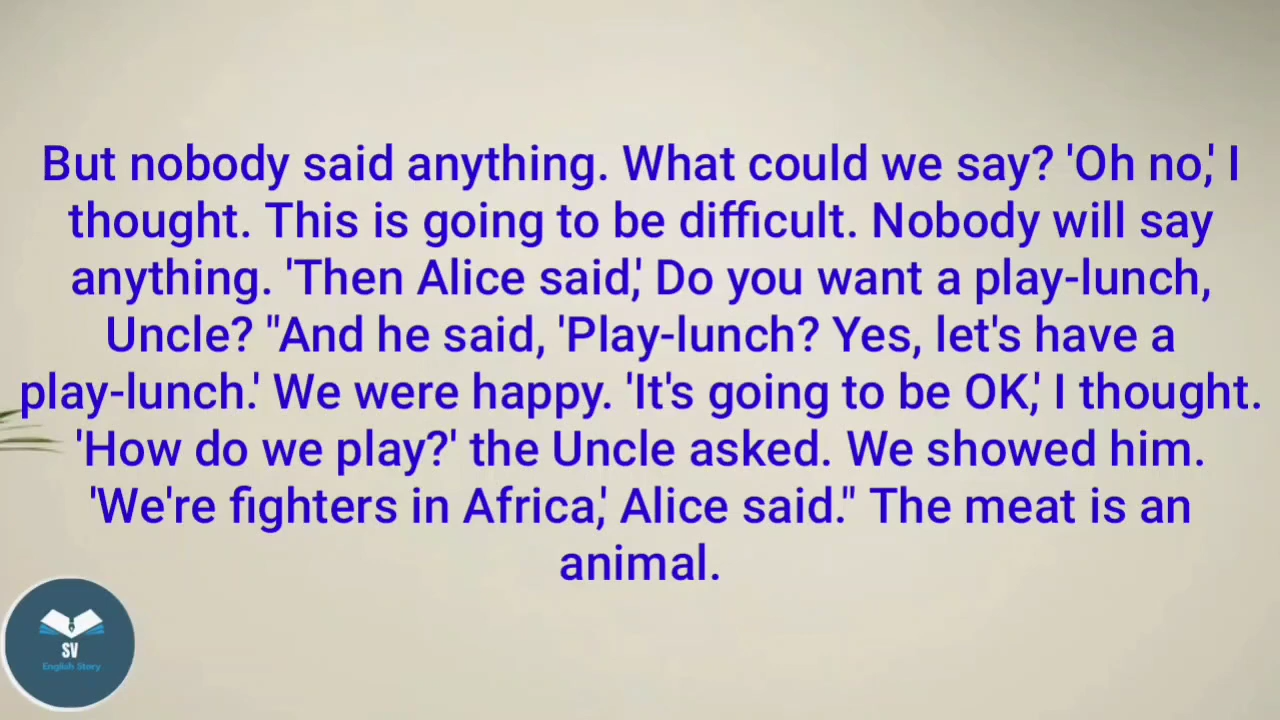 But nobody said anything. What could we say? 'Oh no,' I
thought. This is going to be difficult. Nobody will say
anything. 'Then Alice said,' Do you want a play-lunch,
Uncle? "And he said, 'Play-lunch? Yes, let's have a
play-lunch.' We were happy. 'It's going to be OK,' I thought.
'How do we play?' the Uncle asked. We showed him.
'We're fighters in Africa,' Alice said." The meat is an
animal.
SV
English Story